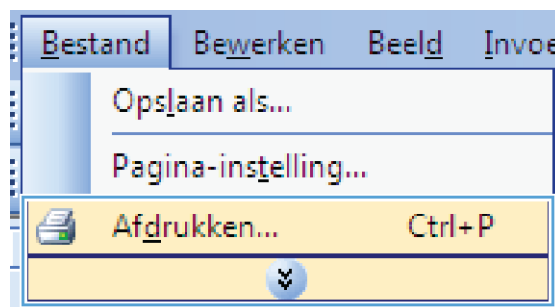 Bestand Bewerken Beeld Invoe
Opslaan als...
Pagina-instelling...
Afdrukken... Ctrl+P